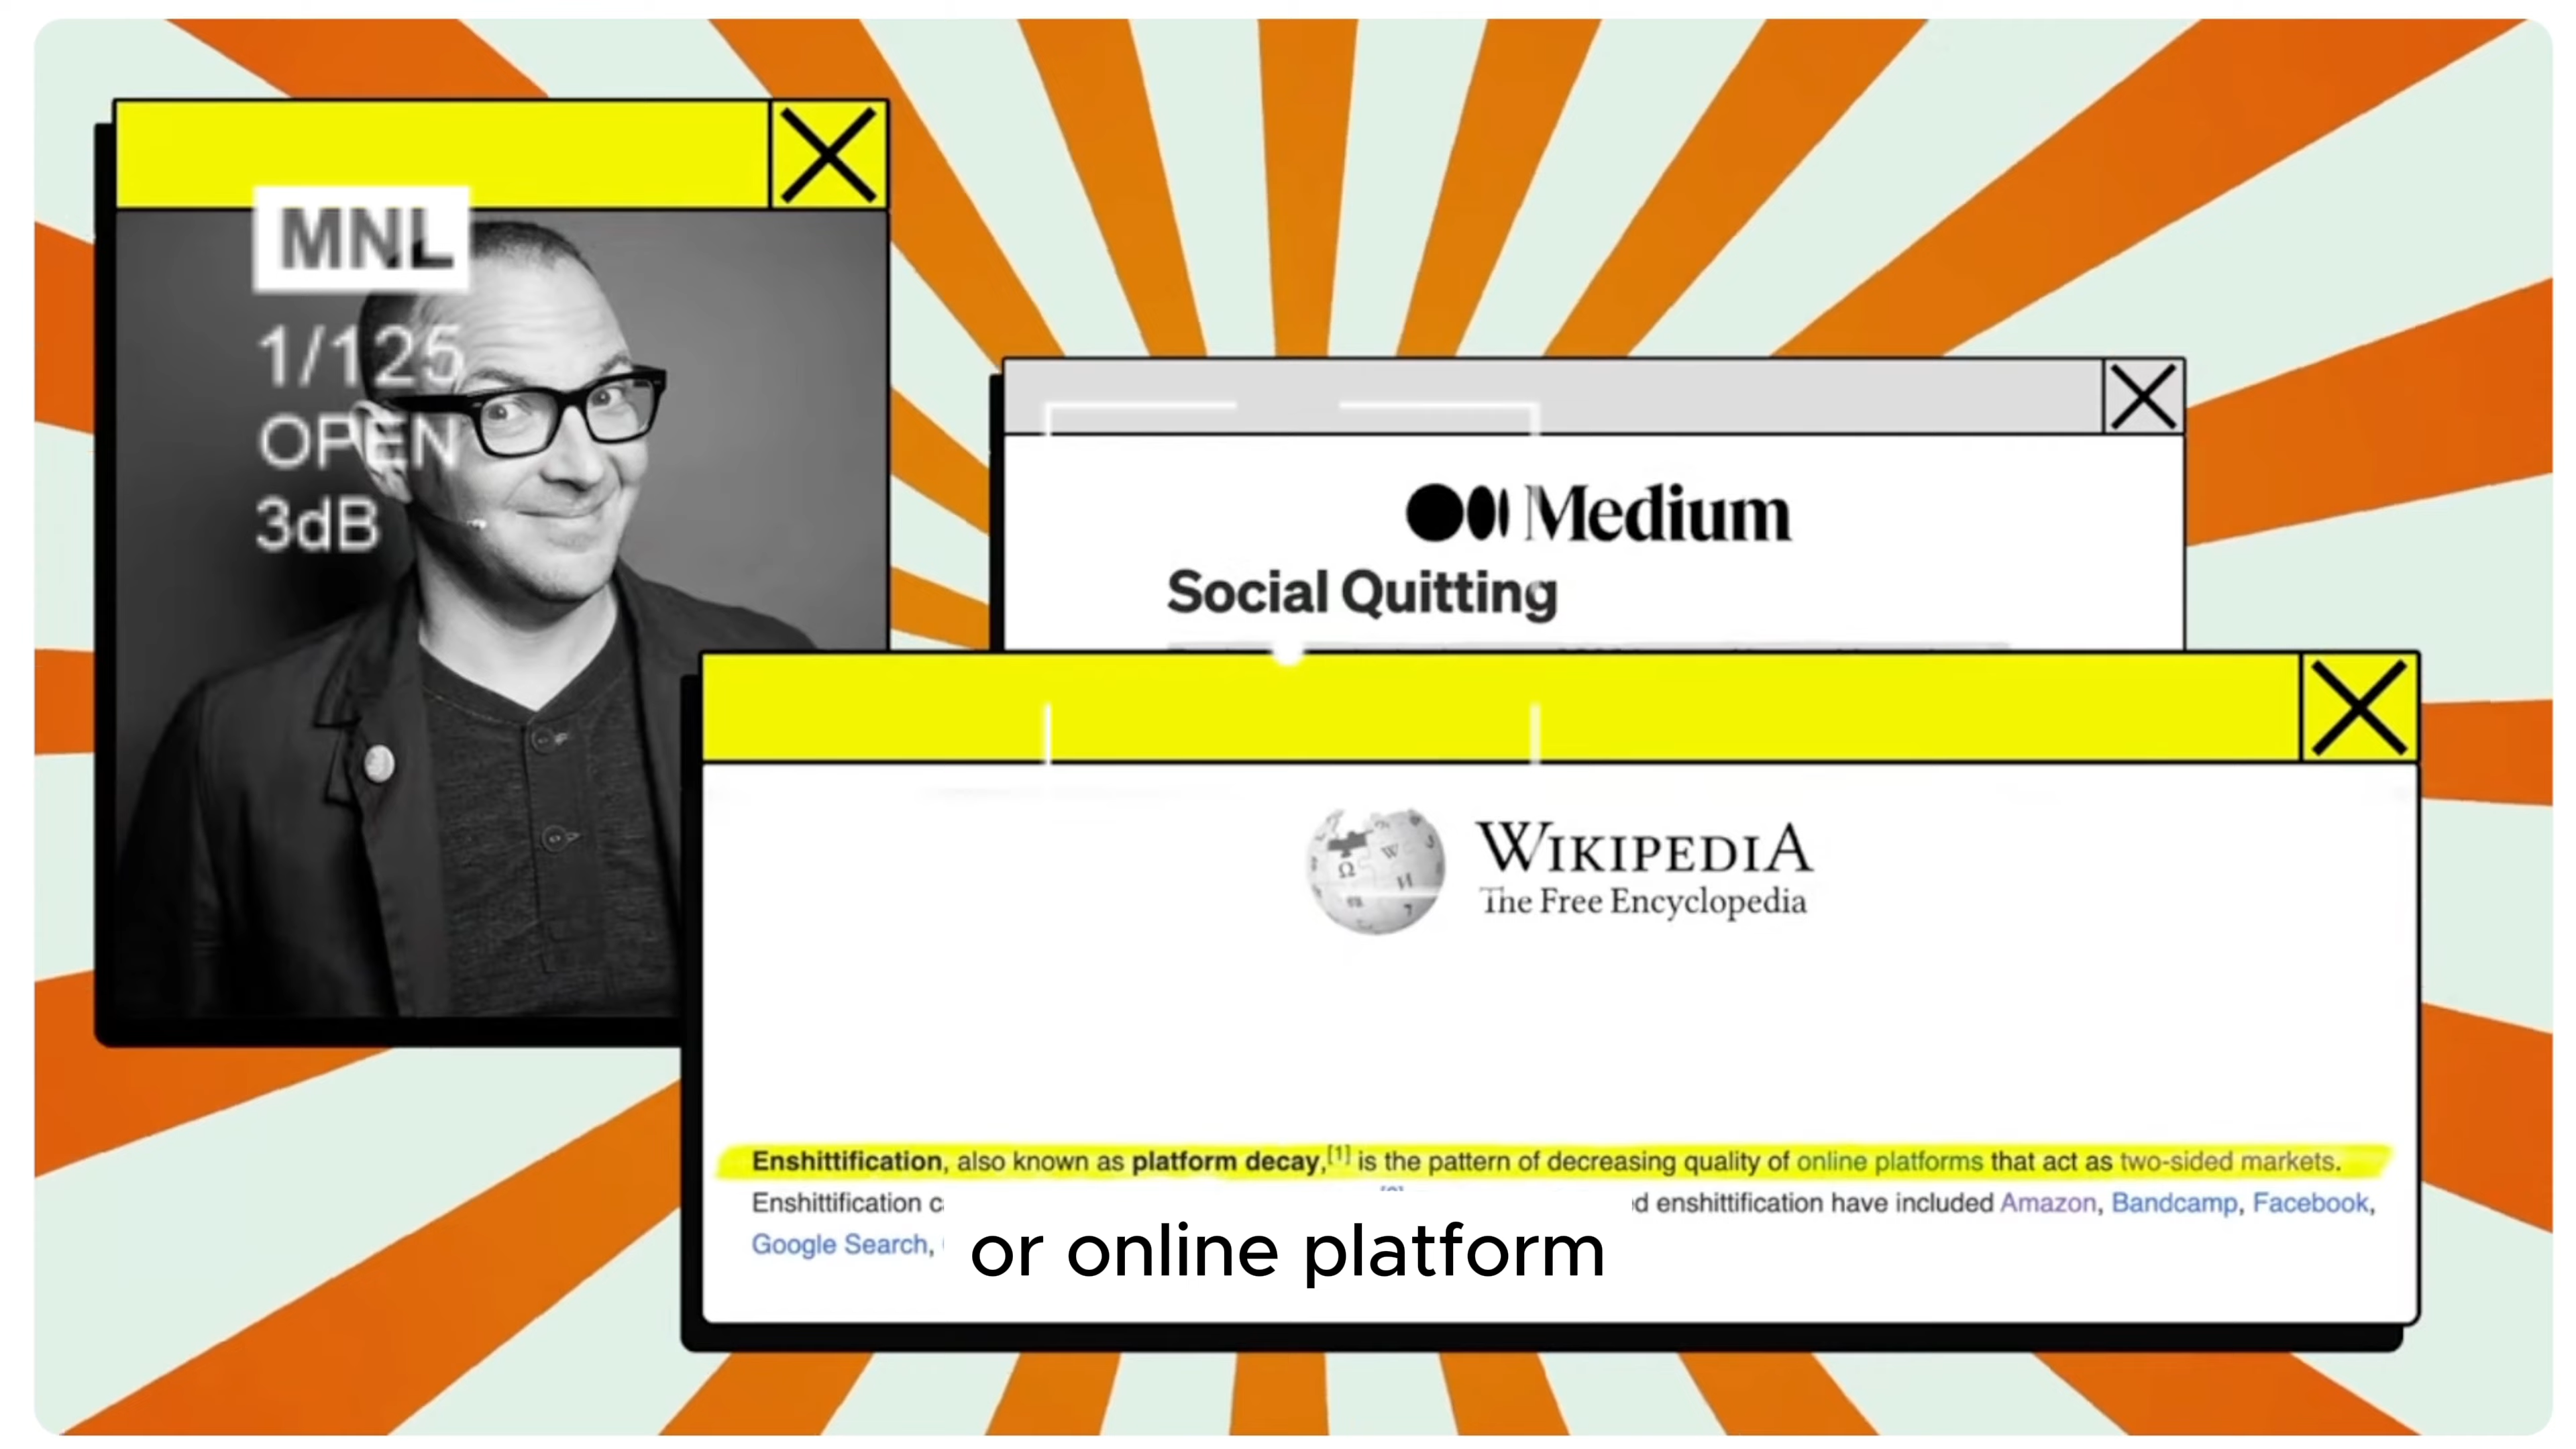 MNL
1/125
OPEN
3dB
Medium
Social Quitting
WIKIPEDIA
The Free Encyclopedia
Enshittification, also known as platform decay,[1] is the pattern of decreasing quality of online platforms that act as two-sided markets.
Enshittification enshittification have included Amazon, Bandcamp, Facebook,
Google Search,
or online platform